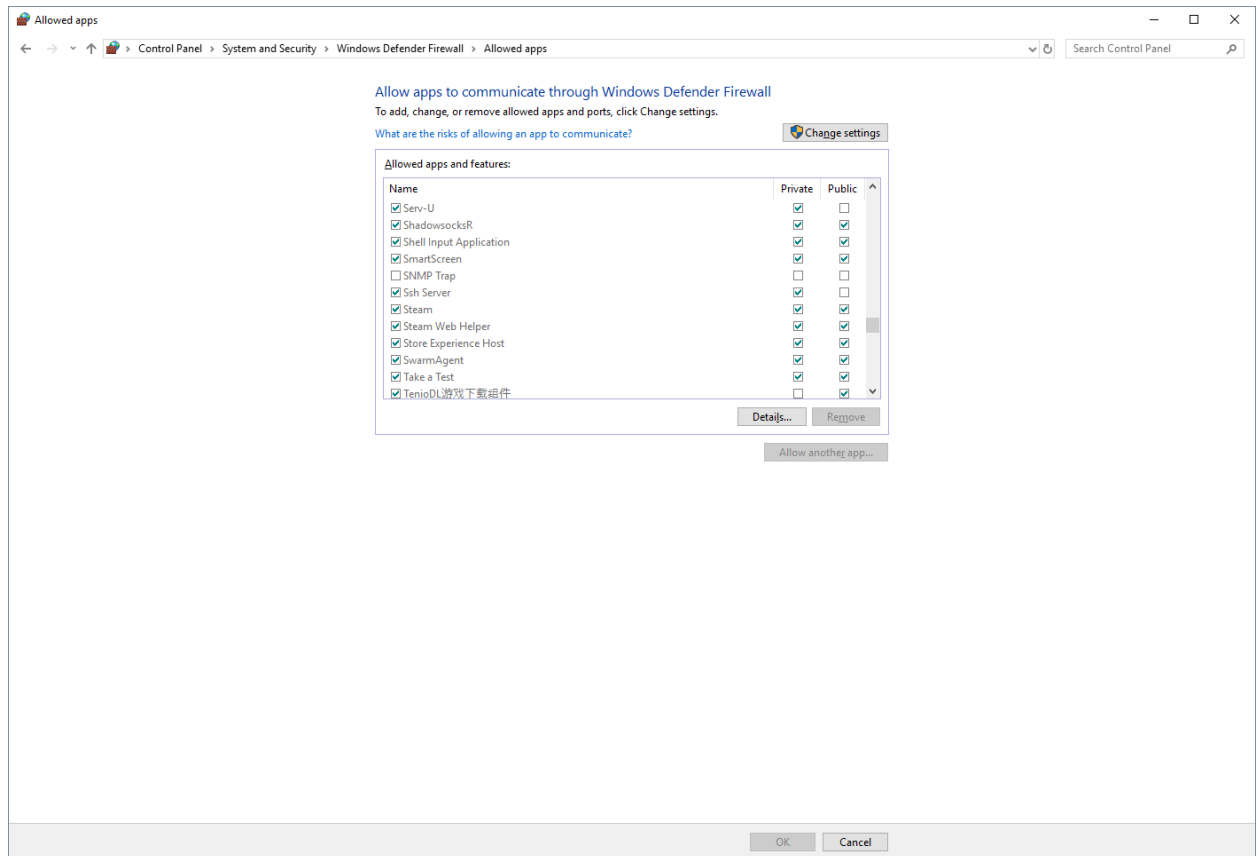 Allowed apps
Control Panel > System and Security > Windows Defender Firewall > Allowed apps
Search Control Panel
Allow apps to communicate through Windows Defender Firewall
To add, change, or remove allowed apps and ports, click Change settings.
What are the risks of allowing an app to communicate?
Change settings
Allowed apps and features:
Name Private Public
Serv-U
ShadowsocksR
Shell Input Application
SmartScreen
SNMP Trap
Ssh Server
Steam
Steam Web Helper
Store Experience Host
SwarmAgent
Take a Test
TenioDL游戏下载组件
Details... Remove
Allow another app...
OK Cancel